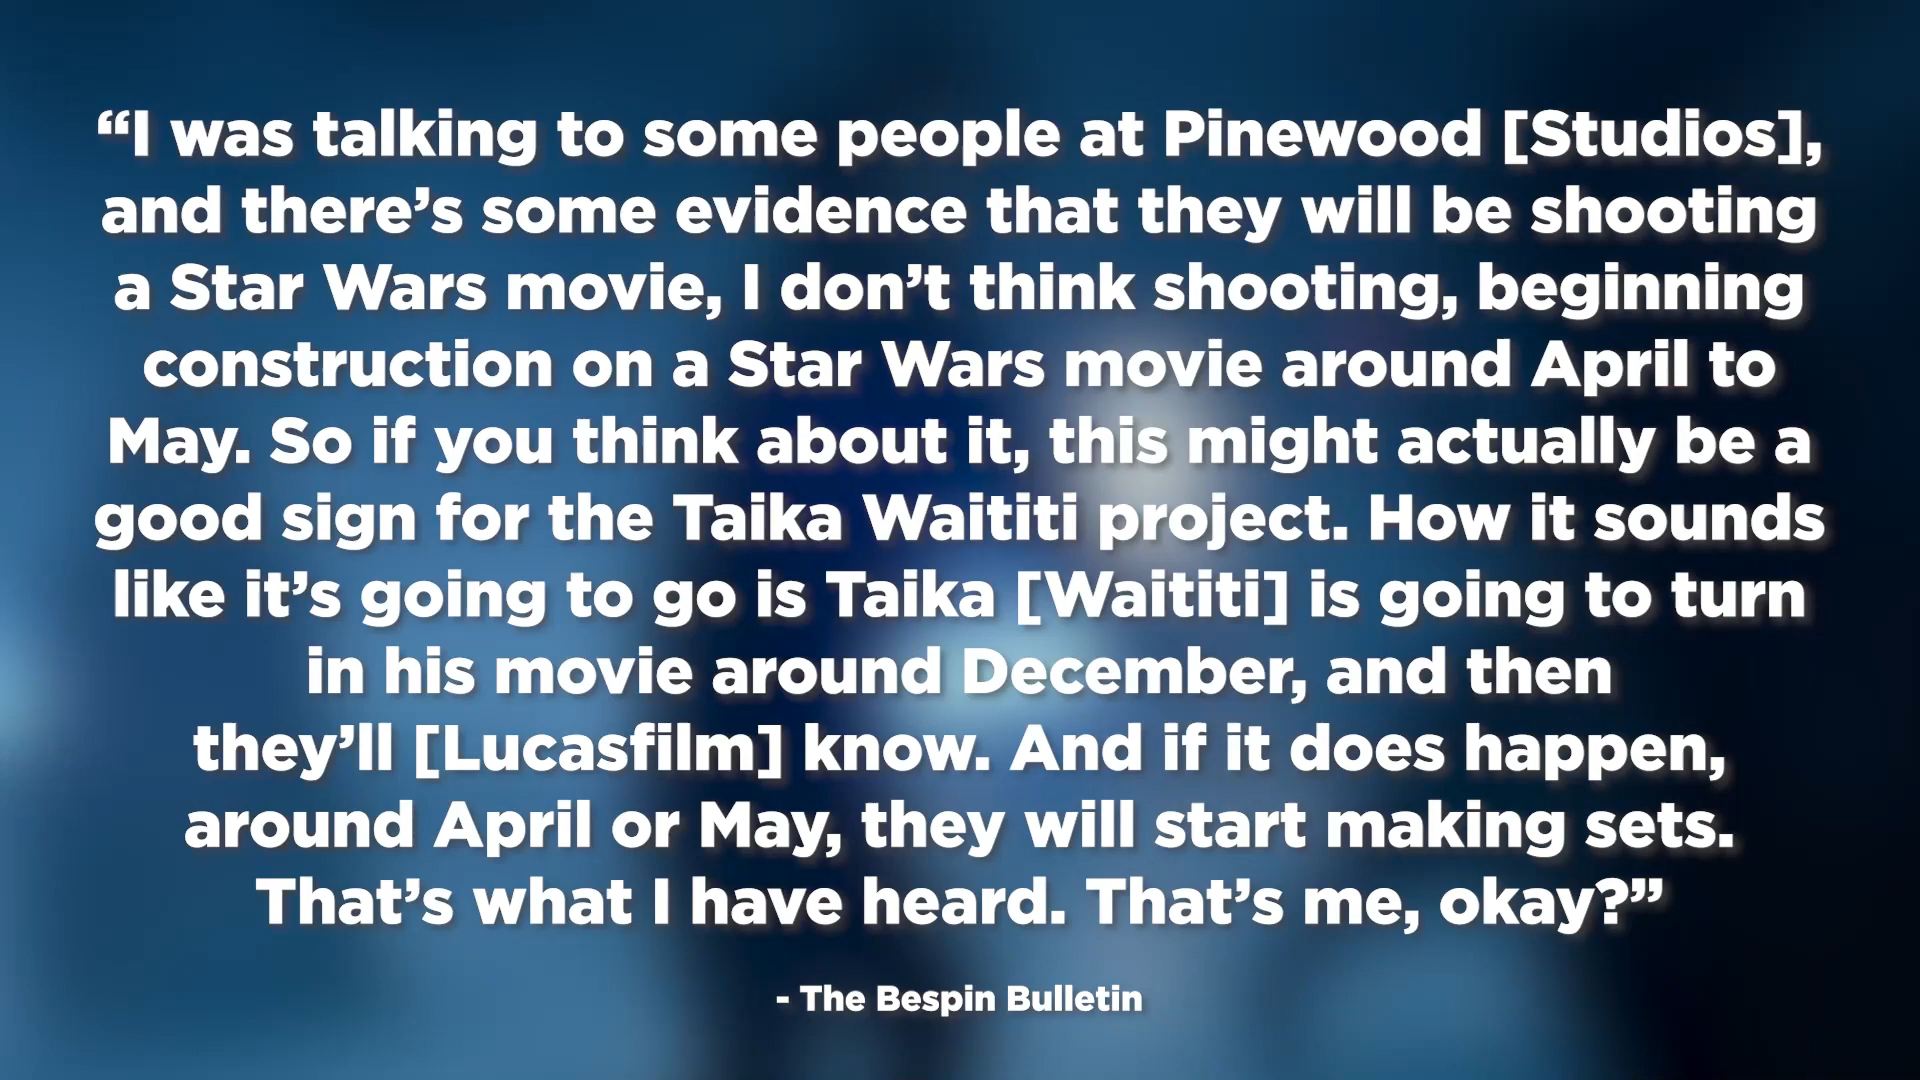 “I was talking to some people at Pinewood [Studios],
and there’s some evidence that they will be shooting
a Star Wars movie, I don’t think shooting, beginning
construction on a Star Wars movie around April to
May. So if you think about it, this might actually be a
good sign for the Taika Waititi project. How it sounds
like it’s going to go is Taika [Waititi] is going to turn
in his movie around December, and then
they’ll [Lucasfilm] know. And if it does happen,
around April or May, they will start making sets.
That’s what I have heard. That’s me, okay?”
- The Bespin Bulletin